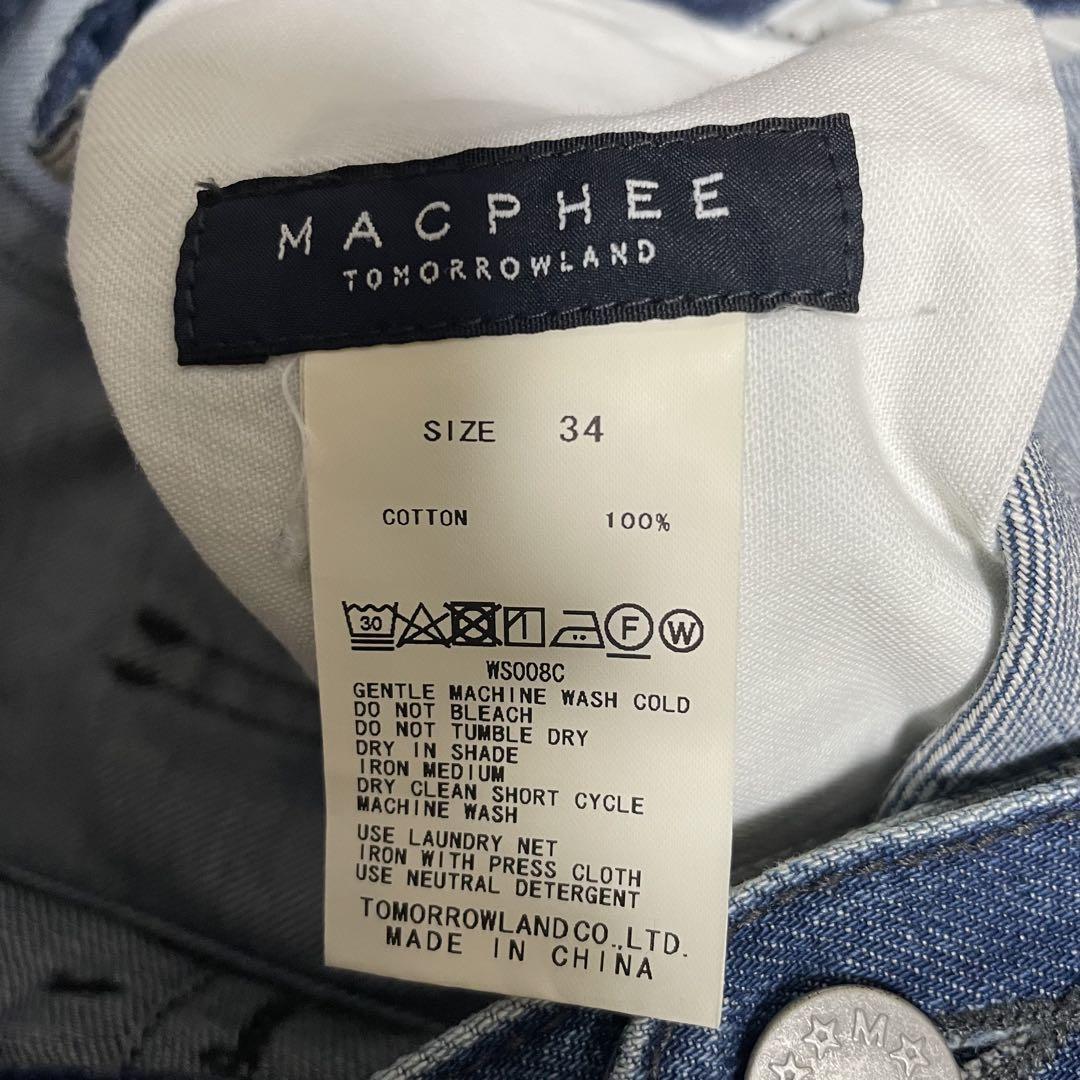 MACPHEE
TOMORROWLAND
SIZE 34
COTTON 100%
30 F W
WS008C
GENTLE MACHINE WASH COLD
DO NOT BLEACH
DO NOT TUMBLE DRY
DRY IN SHADE
IRON MEDIUM
DRY CLEAN SHORT CYCLE
MACHINE WASH
USE LAUNDRY NET
IRON WITH PRESS CLOTH
USE NEUTRAL DETERGENT
TOMORROWLAND CO.,LTD.
MADE IN CHINA
M